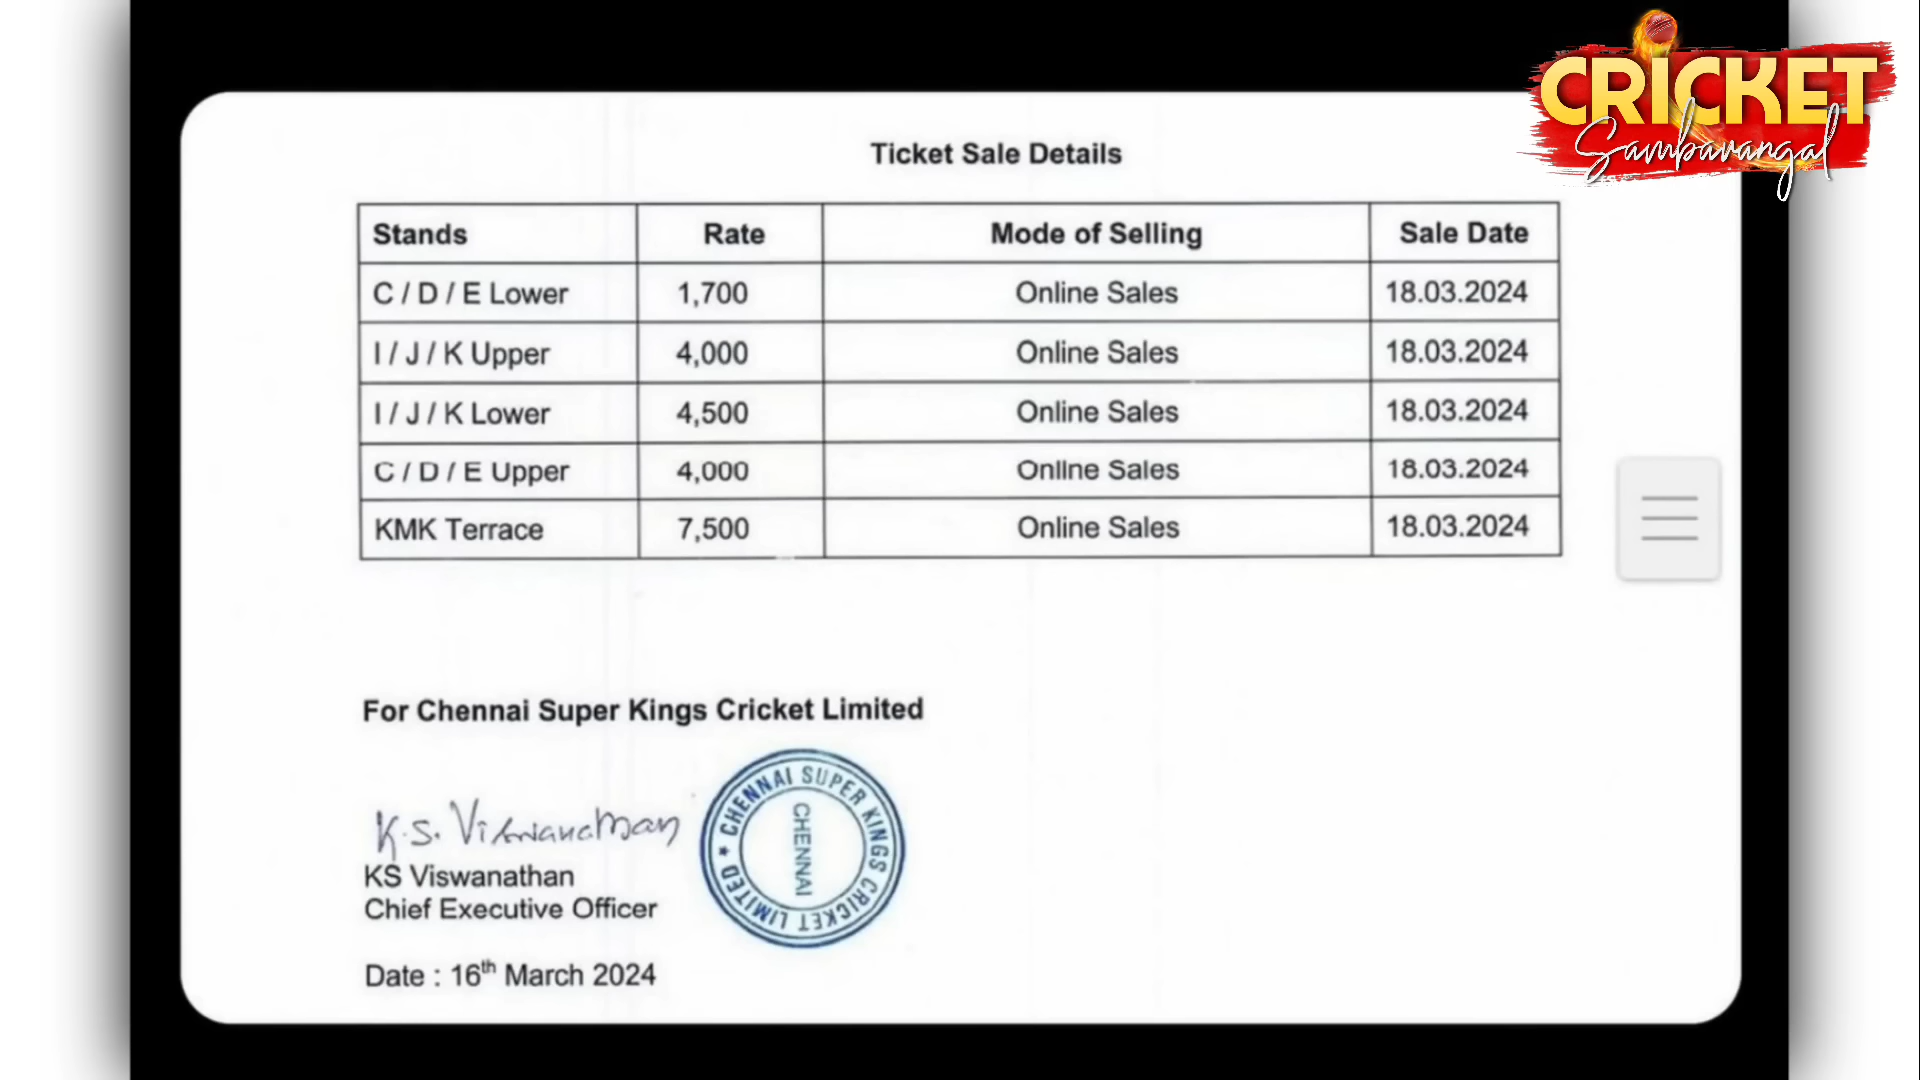 CRICKET
Sambavangal
Ticket Sale Details
Stands Rate Mode of Selling Sale Date
C / D / E Lower 1,700 Online Sales 18.03.2024
I / J / K Upper 4,000 Online Sales 18.03.2024
I / J / K Lower 4,500 Online Sales 18.03.2024
C / D / E Upper 4,000 Online Sales 18.03.2024
KMK Terrace 7,500 Online Sales 18.03.2024
For Chennai Super Kings Cricket Limited
K.S. Viswanathan
CHENNAI SUPER KINGS CRICKET LIMITED ★
CHENNAI
KS Viswanathan
Chief Executive Officer
Date : 16th March 2024